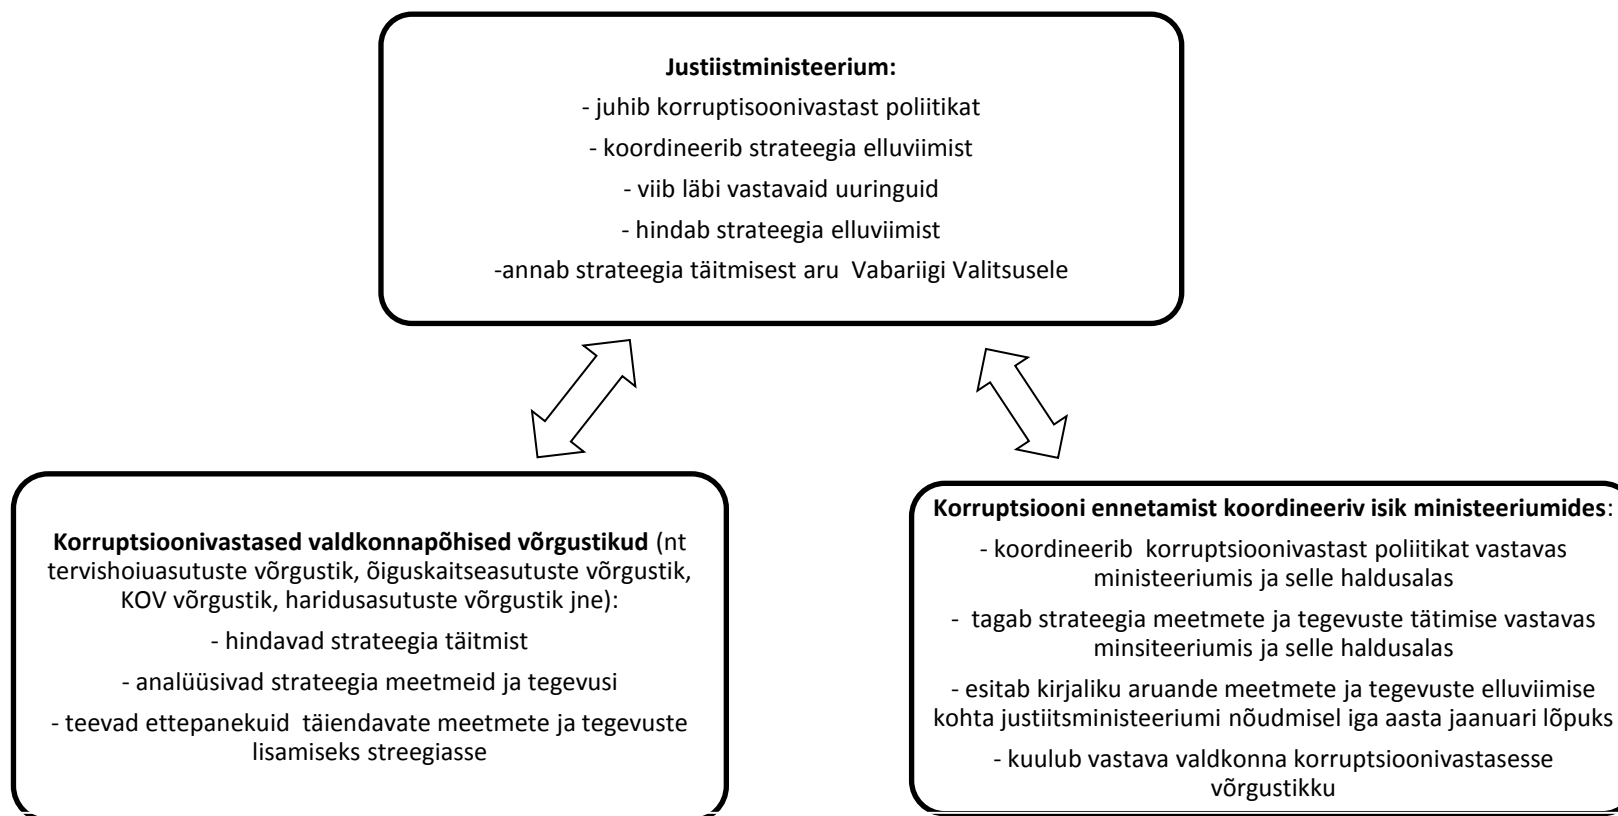 Justiistministeerium:
- juhib korruptisoonivastast poliitikat
- koordineerib strateegia elluviimist
- viib läbi vastavaid uuringuid
- hindab strateegia elluviimist
-annab strateegia täitmisest aru Vabariigi Valitsusele
Korruptsioonivastased valdkonnapõhised võrgustikud (nt
tervishoiuasutuste võrgustik, õiguskaitseasutuste võrgustik,
KOV võrgustik, haridusasutuste võrgustik jne):
- hindavad strateegia täitmist
- analüüsivad strateegia meetmeid ja tegevusi
- teevad ettepanekuid täiendavate meetmete ja tegevuste
lisamiseks streegiasse
Korruptsiooni ennetamist koordineeriv isik ministeeriumides:
- koordineerib korruptsioonivastast poliitikat vastavas
ministeeriumis ja selle haldusalas
- tagab strateegia meetmete ja tegevuste tätimise vastavas
minsiteeriumis ja selle haldusalas
- esitab kirjaliku aruande meetmete ja tegevuste elluviimise
kohta justiitsministeeriumi nõudmisel iga aasta jaanuari lõpuks
- kuulub vastava valdkonna korruptsioonivastasesse
võrgustikku